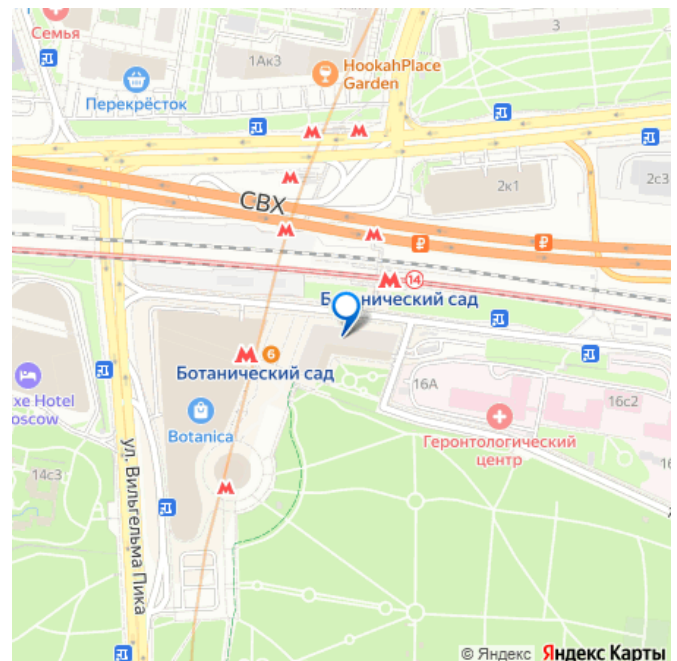 Семья
1Ак3
3
HookahPlace
Garden
Перекрёсток
М
М
М
2к1
2с3
СВХ
М
М
₽
₽
М 14
Ботанический сад
М 6
Ботанический сад
16А
16с2
xe Hotel
oscow
Botanica
Геронтологический
центр
16
14с3
ул. Вильгельма Пика
М
© Яндекс Яндекс Карты